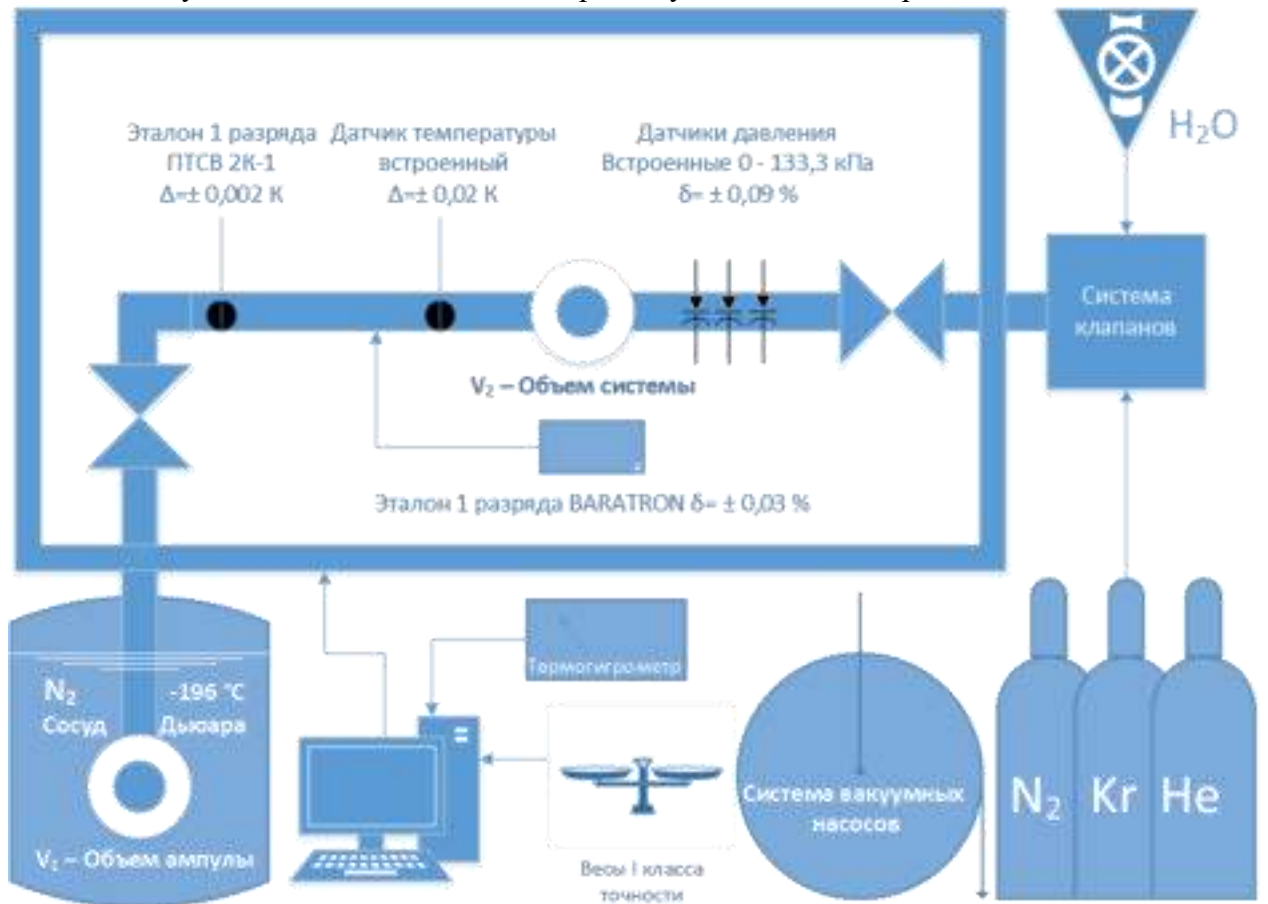 Эталон 1 разряда
ПТСВ 2К-1
Δ=± 0,002 К
Датчик температуры
встроенный
Δ=± 0,02 К
Датчики давления
Встроенные 0 - 133,3 кПа
δ= ± 0,09 %
H₂O
Система
клапанов
V₂ – Объем системы
Эталон 1 разряда BARATRON δ= ± 0,03 %
N₂ -196 °C
Сосуд Дьюара
V₁ – Объем ампулы
Термогигрометр
Весы I класса
точности
Система вакуумных
насосов
N₂ Kr He